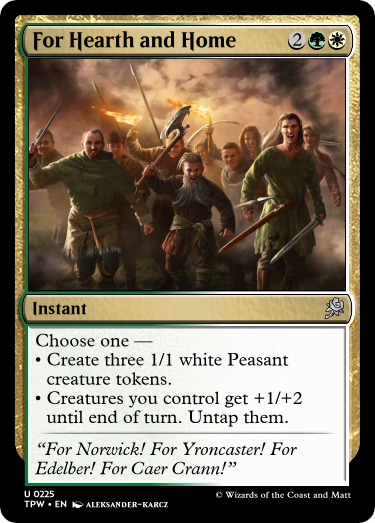 For Hearth and Home 2
Instant
Choose one —
• Create three 1/1 white Peasant
creature tokens.
• Creatures you control get +1/+2
until end of turn. Untap them.
“For Norwick! For Yroncaster! For
Edelber! For Caer Crann!”
U 0225
TPW • EN ALEKSANDER-KARCZ
© Wizards of the Coast and Matt